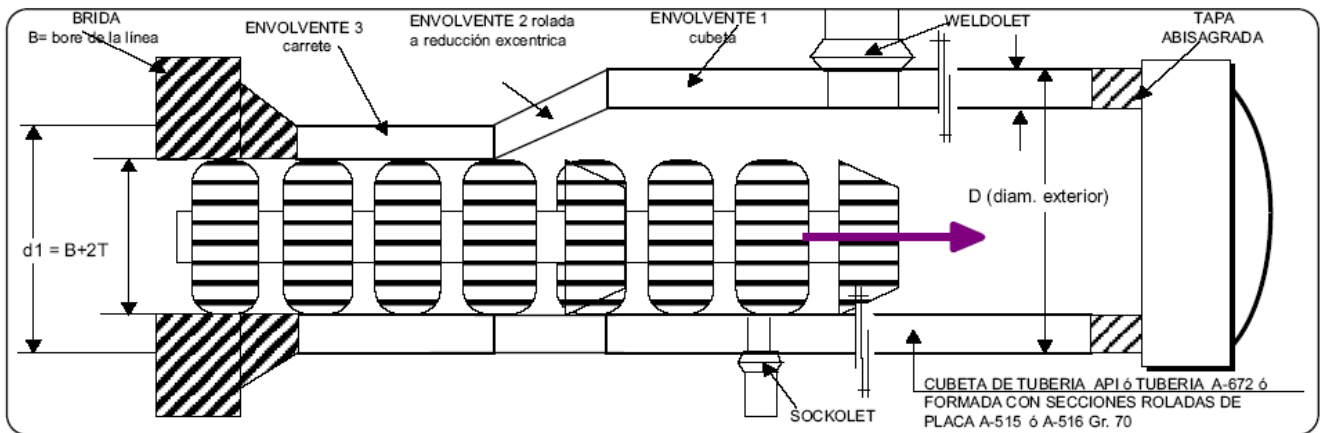 BRIDA
B= bore de la línea
ENVOLVENTE 3
carrete
ENVOLVENTE 2 rolada
a reducción excentrica
ENVOLVENTE 1
cubeta
WELDOLET
TAPA
ABISAGRADA
d1 = B+2T
D (diam. exterior)
SOCKOLET
CUBETA DE TUBERIA API ó TUBERIA A-672 ó
FORMADA CON SECCIONES ROLADAS DE
PLACA A-515 ó A-516 Gr. 70